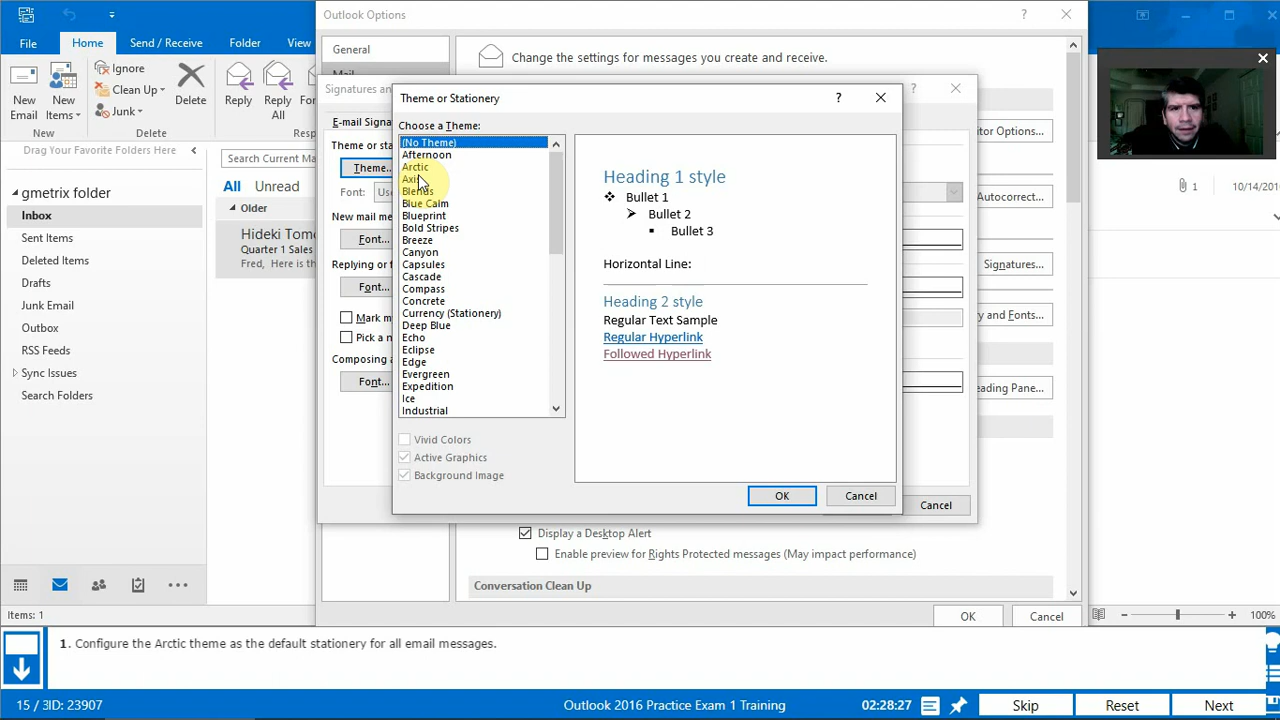 Outlook Options
?
File
Home
Send / Receive
Folder
View
General
Mail
Change the settings for messages you create and receive.
New Email
New Items
Ignore
Clean Up
Junk
Delete
Reply
Reply All
New
Delete
Drag Your Favorite Folders Here
Search Current Ma
All
Unread
Older
gmetrix folder
Inbox
Sent Items
Deleted Items
Drafts
Junk Email
Outbox
RSS Feeds
Sync Issues
Search Folders
Hideki Tomo
Quarter 1 Sales
Fred, Here is th
1
10/14/2016
Signatures an
?
E-mail Signa
Theme or sta
Theme...
Font:
New mail me
Font...
Replying or f
Font...
Mark m
Pick a n
Composing a
Font...
Cancel
Theme or Stationery
?
Choose a Theme:
(No Theme)
Afternoon
Arctic
Axis
Blends
Blue Calm
Blueprint
Bold Stripes
Breeze
Canyon
Capsules
Cascade
Compass
Concrete
Currency (Stationery)
Deep Blue
Echo
Eclipse
Edge
Evergreen
Expedition
Ice
Industrial
Vivid Colors
Active Graphics
Background Image
Heading 1 style
Bullet 1
Bullet 2
Bullet 3
Horizontal Line:
Heading 2 style
Regular Text Sample
Regular Hyperlink
Followed Hyperlink
OK
Cancel
tor Options...
Autocorrect...
Signatures...
y and Fonts...
eading Pane...
Display a Desktop Alert
Enable preview for Rights Protected messages (May impact performance)
Conversation Clean Up
OK
Cancel
Items: 1
100%
1. Configure the Arctic theme as the default stationery for all email messages.
15 / 3ID: 23907
Outlook 2016 Practice Exam 1 Training
02:28:27
Skip
Reset
Next